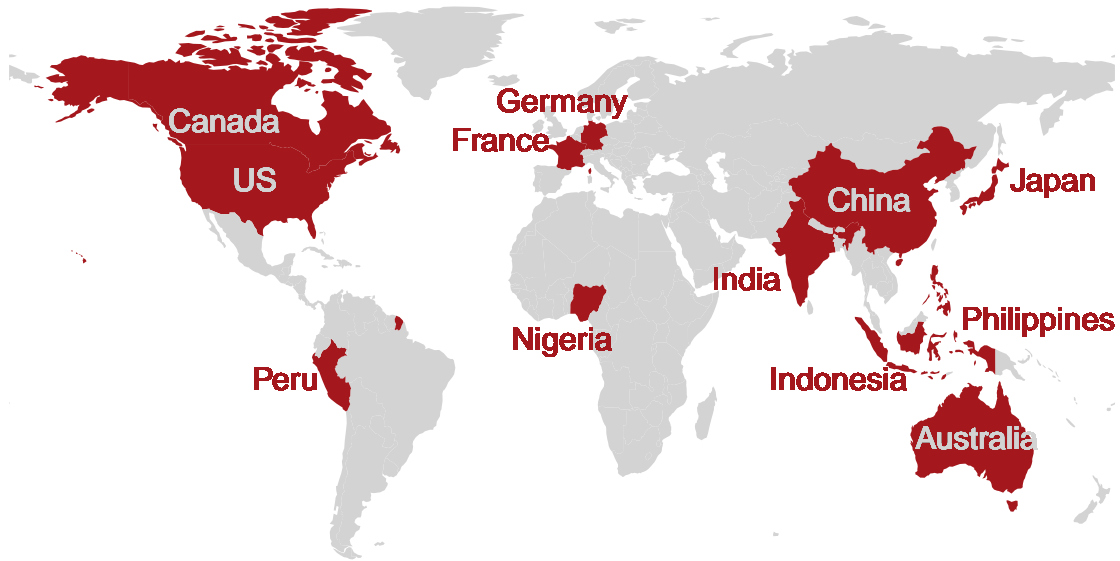 Germany
Canada
France
US
Japan
China
India
Philippines
Nigeria
Peru
Indonesia
Australia